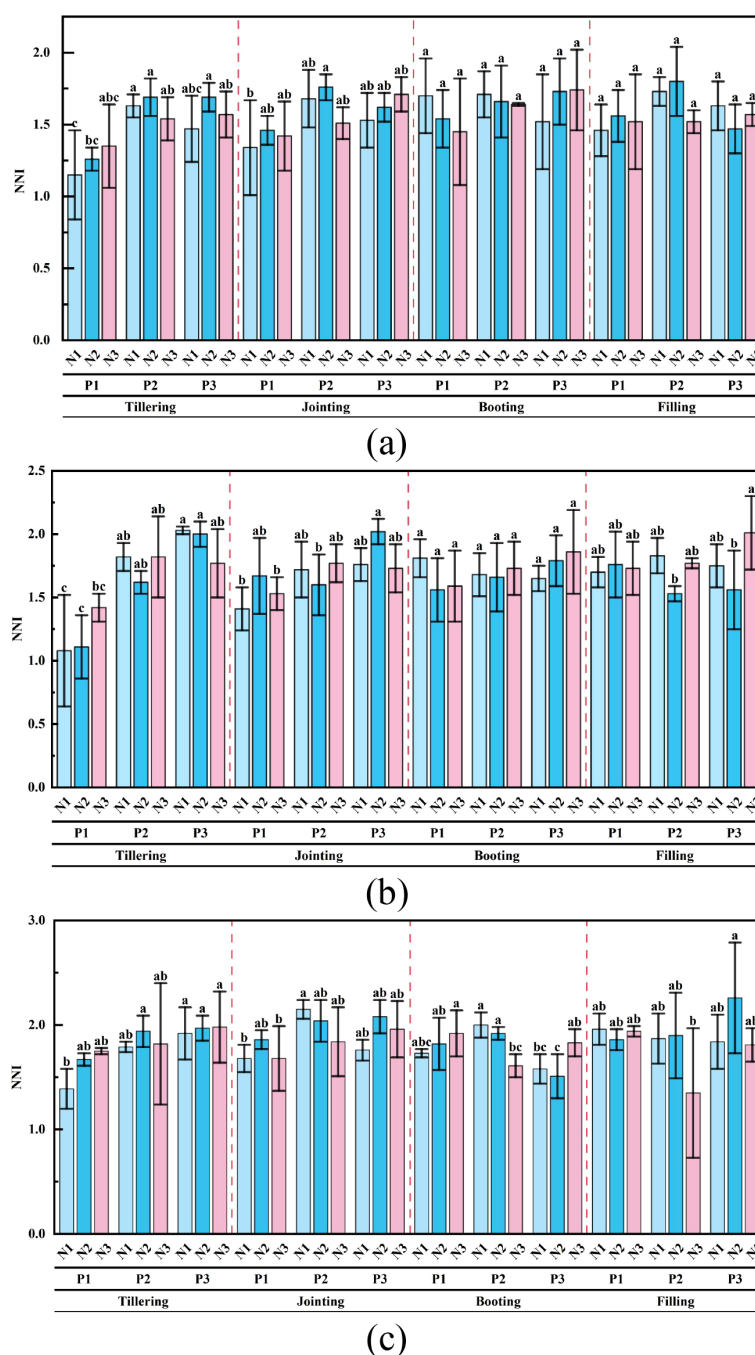 2.0
1.5
1.0
0.5
0.0
NNI
c bc abc ab a ab abc a ab b ab ab ab a ab ab ab a a a a a a a a a a a a a a a a a a a
N1 N2 N3 N1 N2 N3 N1 N2 N3 N1 N2 N3 N1 N2 N3 N1 N2 N3 N1 N2 N3 N1 N2 N3 N1 N2 N3 N1 N2 N3 N1 N2 N3 N1 N2 N3
P1 P2 P3 P1 P2 P3 P1 P2 P3 P1 P2 P3
Tillering Jointing Booting Filling
(a)
2.5
2.0
1.5
1.0
0.5
0.0
NNI
c c bc ab ab a a a a b ab b ab b ab ab a ab a a a a a a a a a ab ab ab ab b ab ab b a
N1 N2 N3 N1 N2 N3 N1 N2 N3 N1 N2 N3 N1 N2 N3 N1 N2 N3 N1 N2 N3 N1 N2 N3 N1 N2 N3 N1 N2 N3 N1 N2 N3 N1 N2 N3
P1 P2 P3 P1 P2 P3 P1 P2 P3 P1 P2 P3
Tillering Jointing Booting Filling
(b)
3.0
2.0
1.0
0.0
NNI
b ab ab ab a ab a a a b ab b a ab ab ab ab ab abc ab a a a bc bc c ab ab ab ab ab ab b ab a ab
N1 N2 N3 N1 N2 N3 N1 N2 N3 N1 N2 N3 N1 N2 N3 N1 N2 N3 N1 N2 N3 N1 N2 N3 N1 N2 N3 N1 N2 N3 N1 N2 N3 N1 N2 N3
P1 P2 P3 P1 P2 P3 P1 P2 P3 P1 P2 P3
Tillering Jointing Booting Filling
(c)